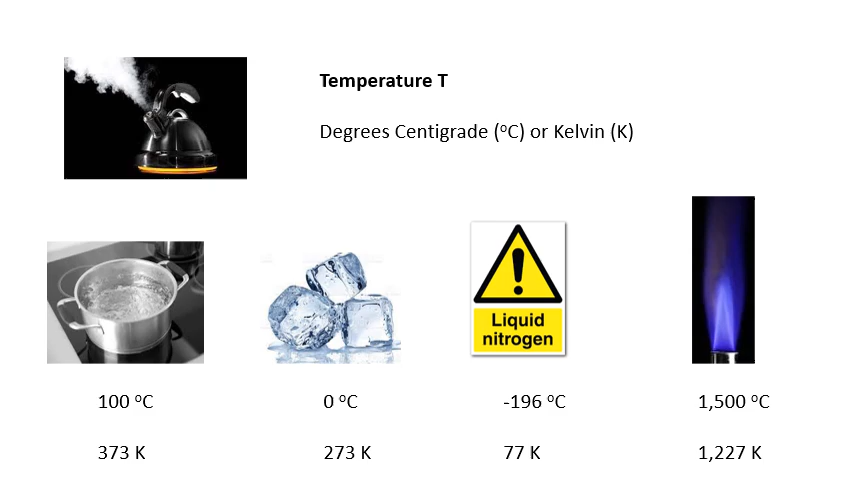 Temperature T
Degrees Centigrade (°C) or Kelvin (K)
Liquid
nitrogen
100 °C
0 °C
-196 °C
1,500 °C
373 K
273 K
77 K
1,227 K